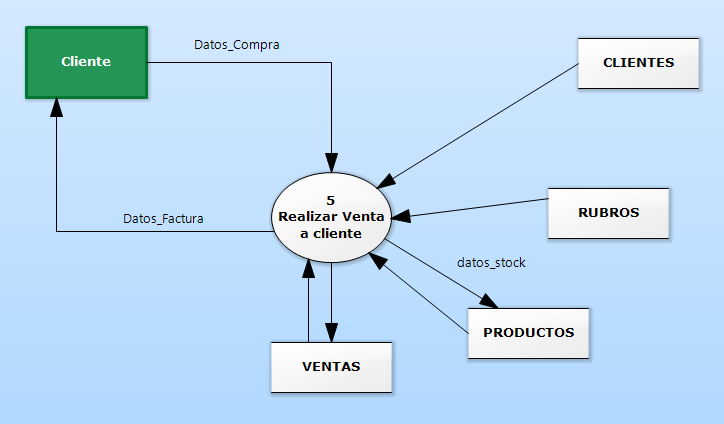 Datos_Compra
Cliente
CLIENTES
5
Realizar Venta
a cliente
RUBROS
Datos_Factura
datos_stock
PRODUCTOS
VENTAS